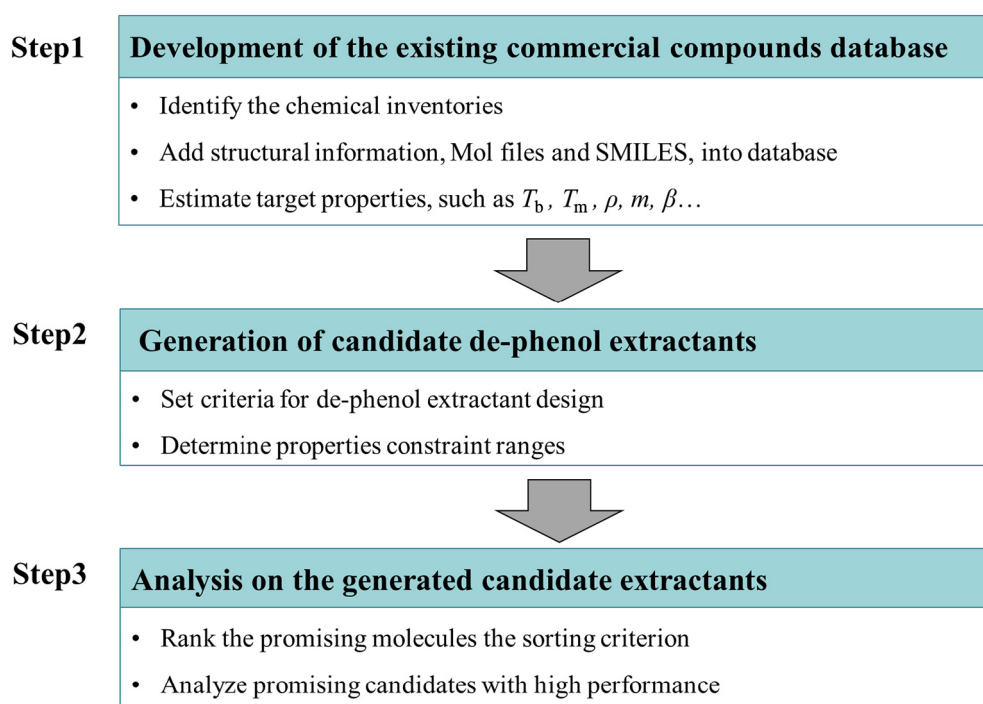 Step1
Development of the existing commercial compounds database
• Identify the chemical inventories
• Add structural information, Mol files and SMILES, into database
• Estimate target properties, such as T_b, T_m, ρ, m, β…
Step2
Generation of candidate de-phenol extractants
• Set criteria for de-phenol extractant design
• Determine properties constraint ranges
Step3
Analysis on the generated candidate extractants
• Rank the promising molecules the sorting criterion
• Analyze promising candidates with high performance